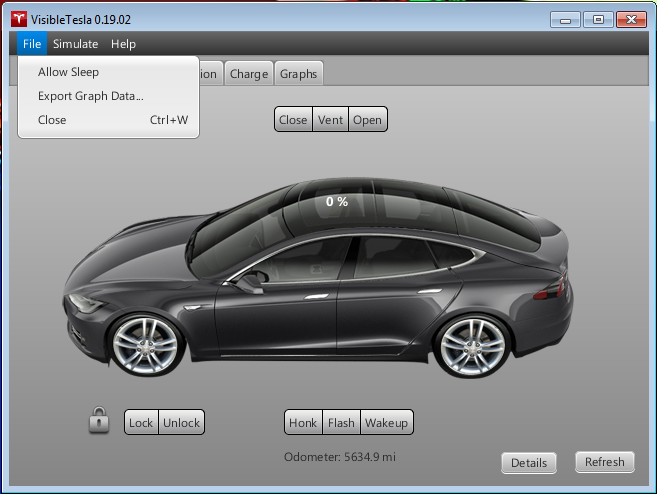 VisibleTesla 0.19.02
File Simulate Help
Allow Sleep
Export Graph Data...
Close Ctrl+W
ion Charge Graphs
Close Vent Open
0 %
Lock Unlock Honk Flash Wakeup
Odometer: 5634.9 mi
Details Refresh